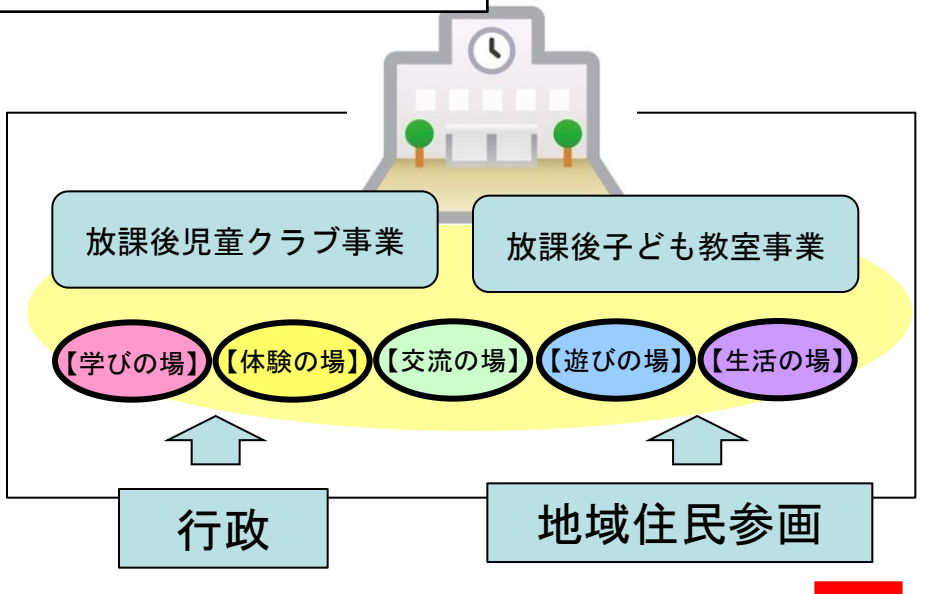 放課後児童クラブ事業
放課後子ども教室事業
【学びの場】
【体験の場】
【交流の場】
【遊びの場】
【生活の場】
行政
地域住民参画